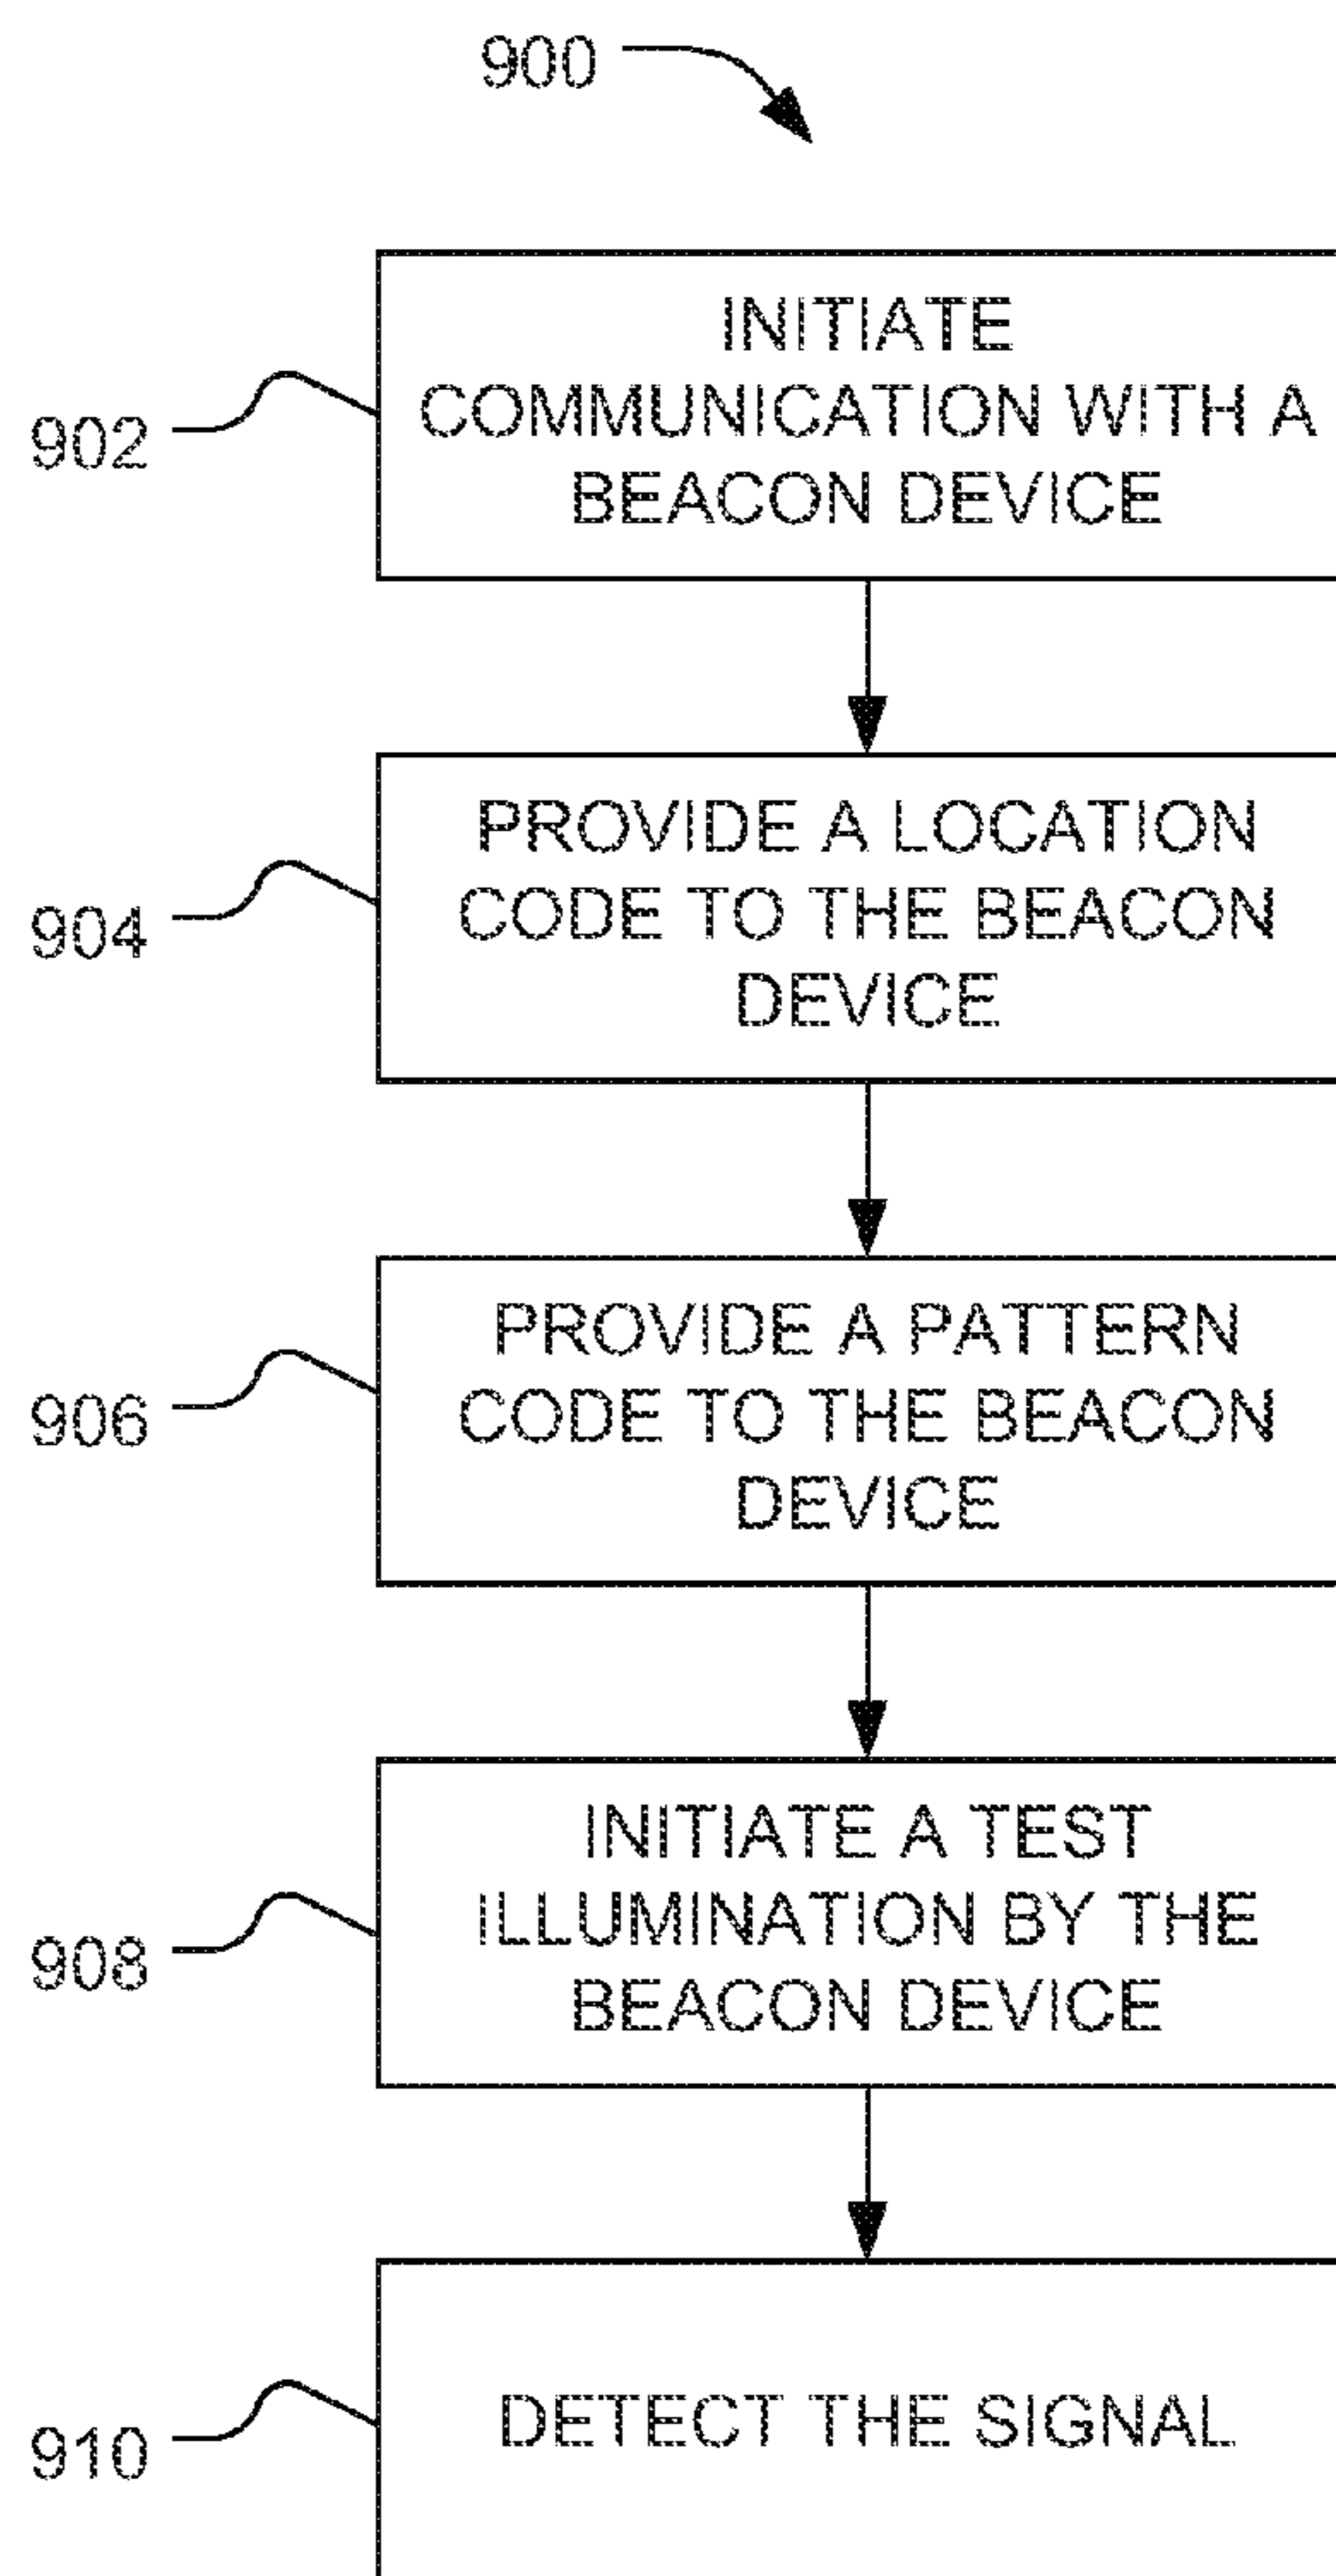 900
902
INITIATE
COMMUNICATION WITH A
BEACON DEVICE
904
PROVIDE A LOCATION
CODE TO THE BEACON
DEVICE
906
PROVIDE A PATTERN
CODE TO THE BEACON
DEVICE
908
INITIATE A TEST
ILLUMINATION BY THE
BEACON DEVICE
910
DETECT THE SIGNAL